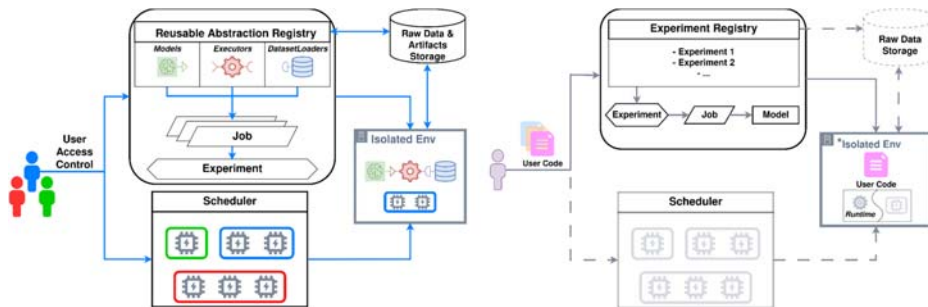 Reusable Abstraction Registry
Models
Executors
DatasetLoaders
Raw Data &
Artifacts
Storage
Job
Experiment
User
Access
Control
Isolated Env
Scheduler
Experiment Registry
- Experiment 1
- Experiment 2
- ...
Raw Data
Storage
Experiment
Job
Model
User Code
*Isolated Env
User Code
Runtime
Scheduler